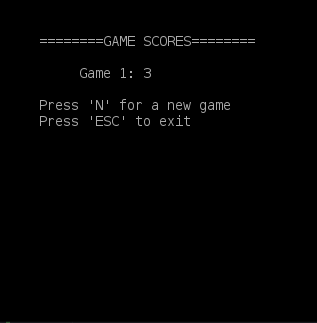 ========GAME SCORES========
Game 1: 3
Press 'N' for a new game
Press 'ESC' to exit